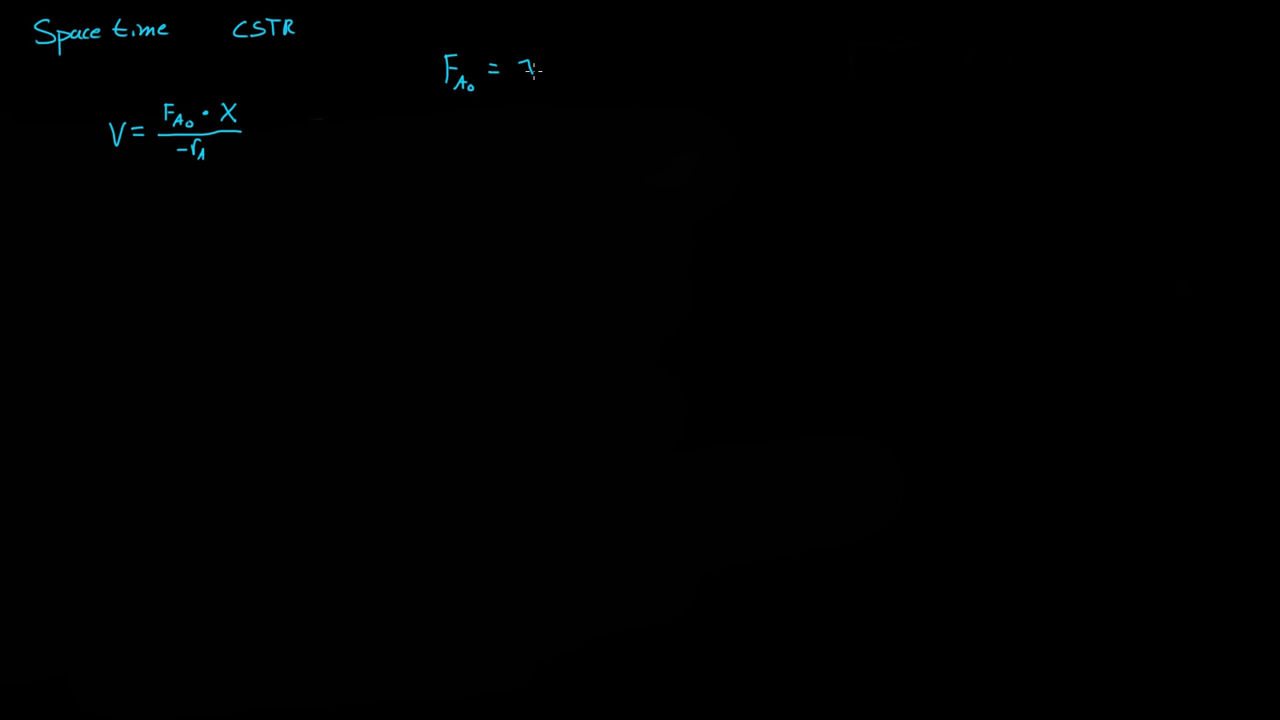 Space time CSTR
F_A0 =
V = F_A0 · X / -r_A